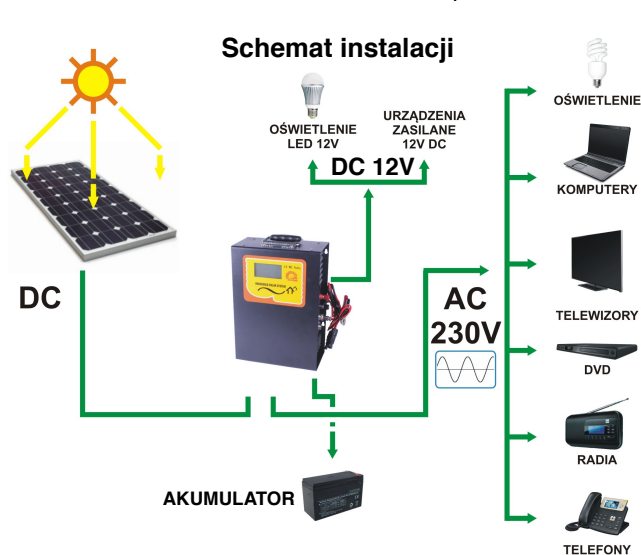 Schemat instalacji
OŚWIETLENIE
LED 12V
URZĄDZENIA
ZASILANE
12V DC
DC 12V
DC
AC
230V
AKUMULATOR
OŚWIETLENIE
KOMPUTERY
TELEWIZORY
DVD
RADIA
TELEFONY